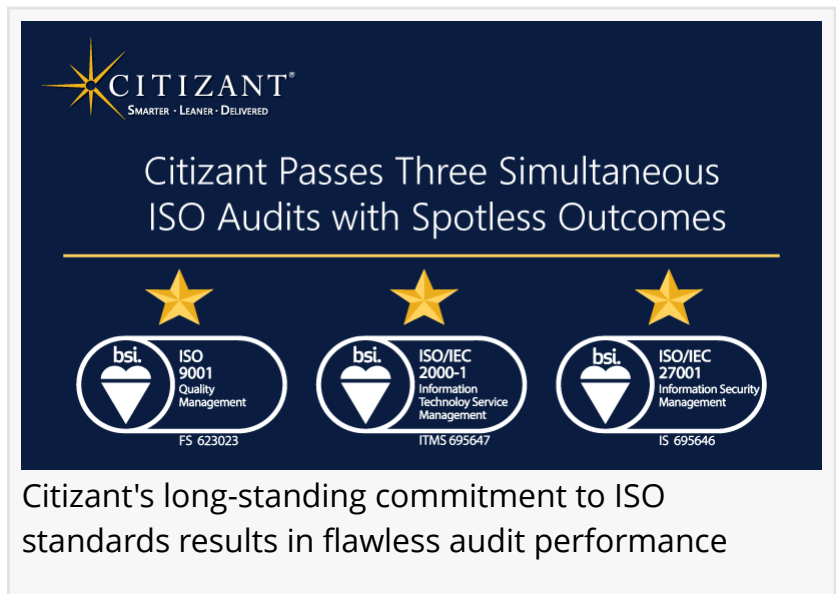 CITIZANT®
SMARTER · LEANER · DELIVERED
Citizant Passes Three Simultaneous
ISO Audits with Spotless Outcomes
bsi.
ISO
9001
Quality
Management
FS 623023
bsi.
ISO/IEC
2000-1
Information
Technoloy Service
Management
ITMS 695647
bsi.
ISO/IEC
27001
Information Security
Management
IS 695646
Citizant's long-standing commitment to ISO
standards results in flawless audit performance